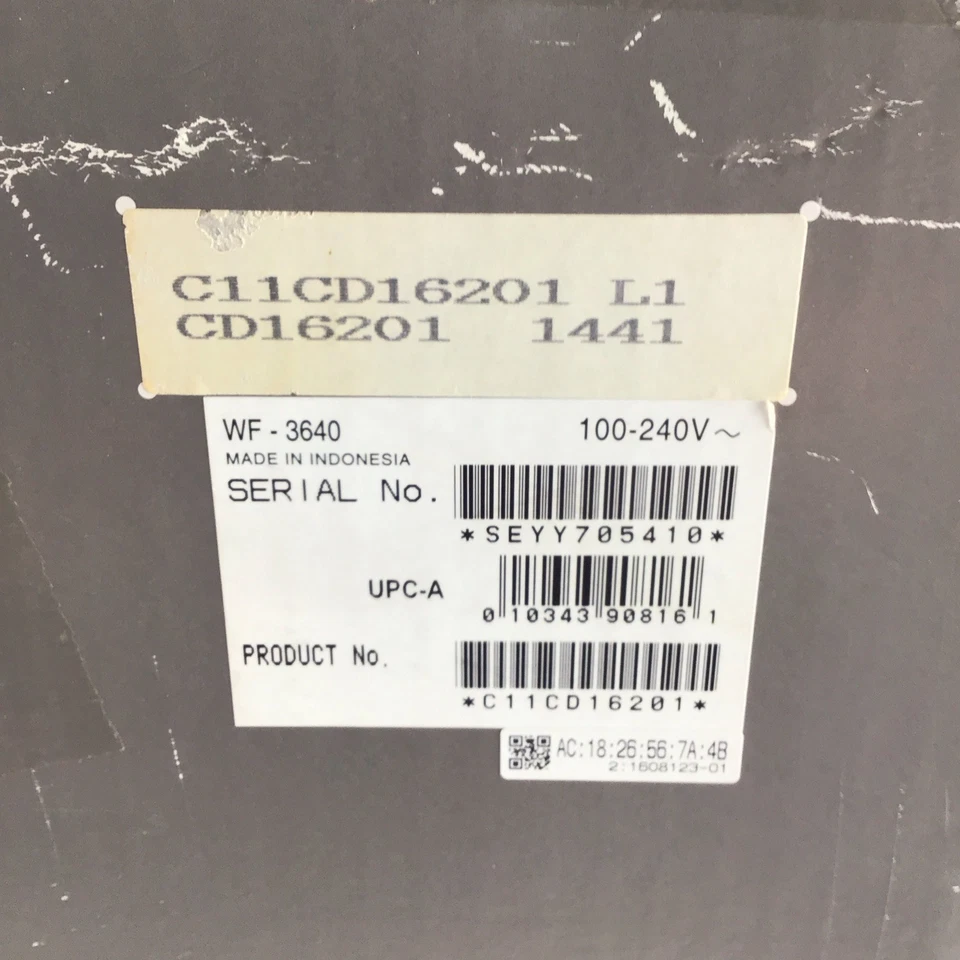 C11CD16201 L1
CD16201 1441
WF - 3640 100-240V～
MADE IN INDONESIA
SERIAL No.
*SEYY705410*
UPC-A
0 10343 90816 1
PRODUCT No.
*C11CD16201*
AC:18:26:56:7A:4B
2:1608123-01